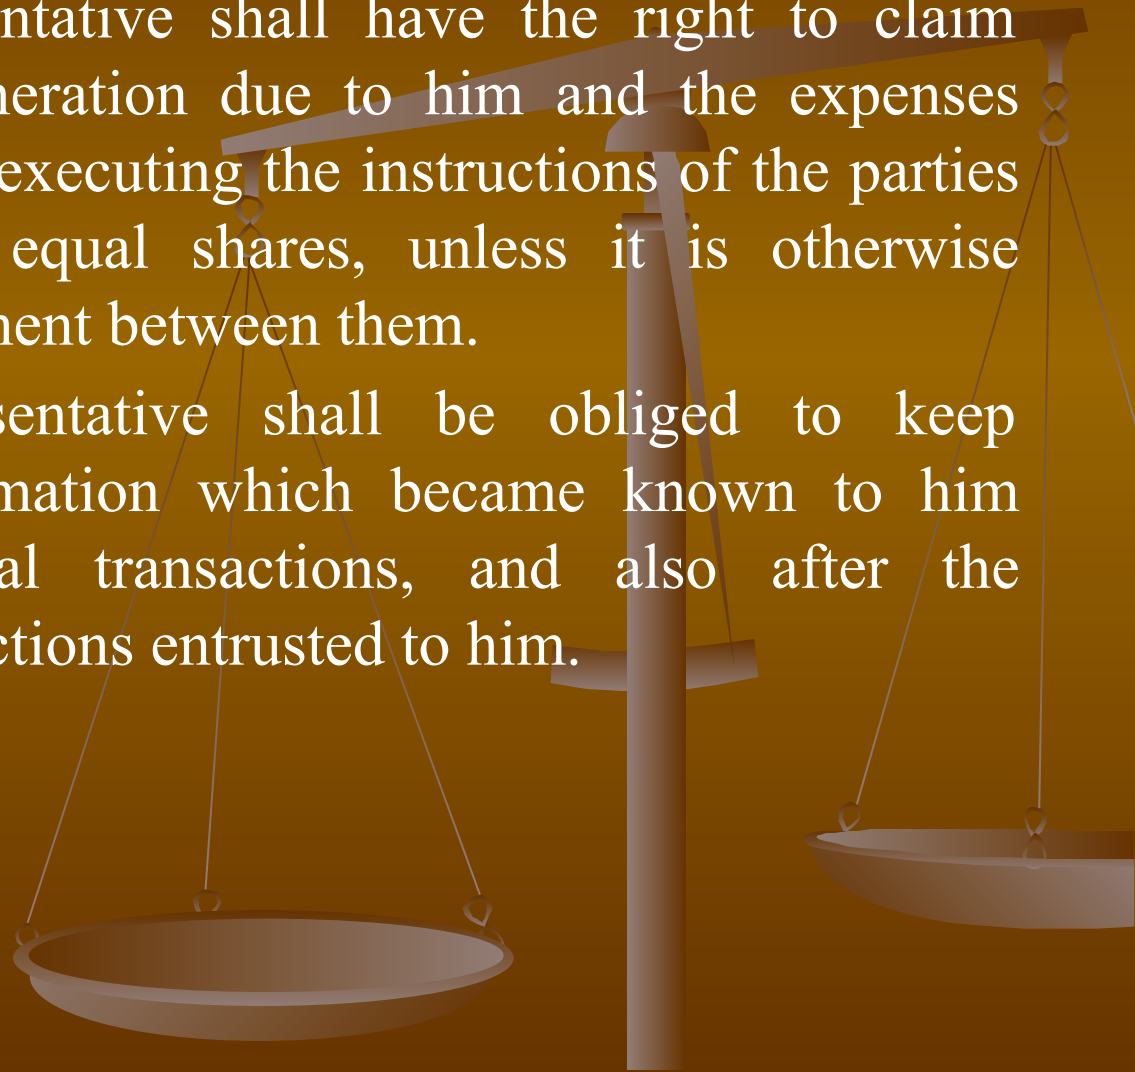 ntative shall have the right to claim
neration due to him and the expenses
executing the instructions of the parties
equal shares, unless it is otherwise
nent between them.
sentative shall be obliged to keep
mation which became known to him
al transactions, and also after the
ctions entrusted to him.